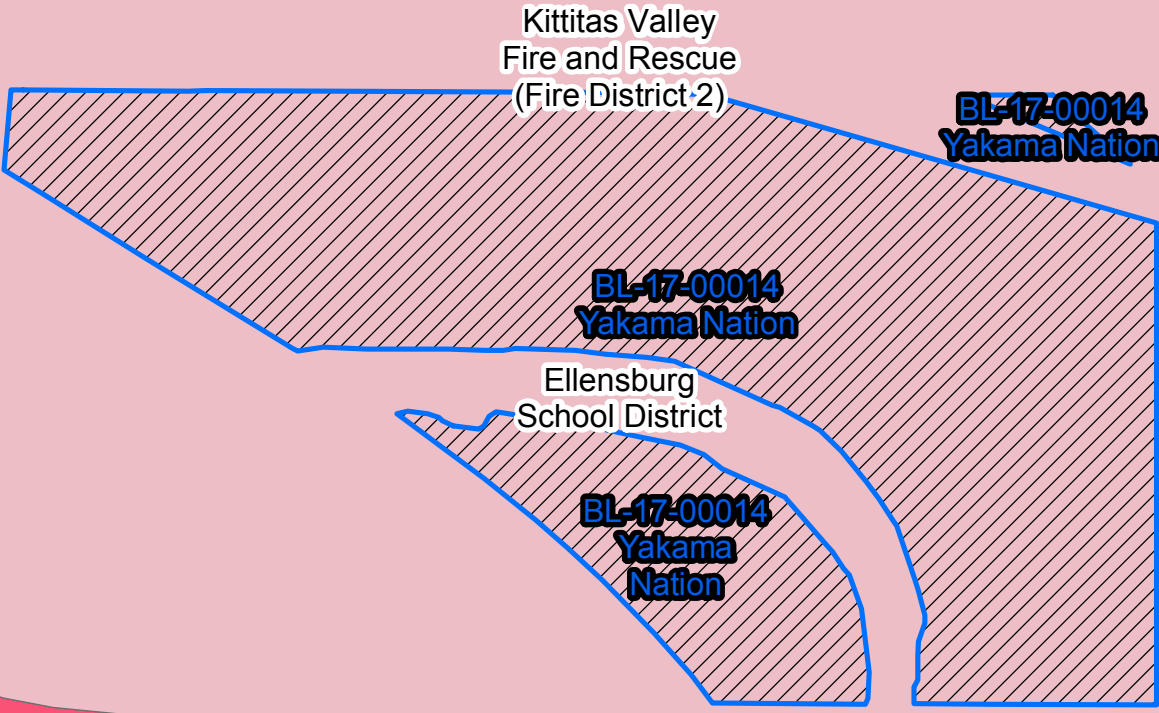 Kittitas Valley
Fire and Rescue
(Fire District 2)
BL-17-00014
Yakama Nation
BL-17-00014
Yakama Nation
Ellensburg
School District
BL-17-00014
Yakama
Nation